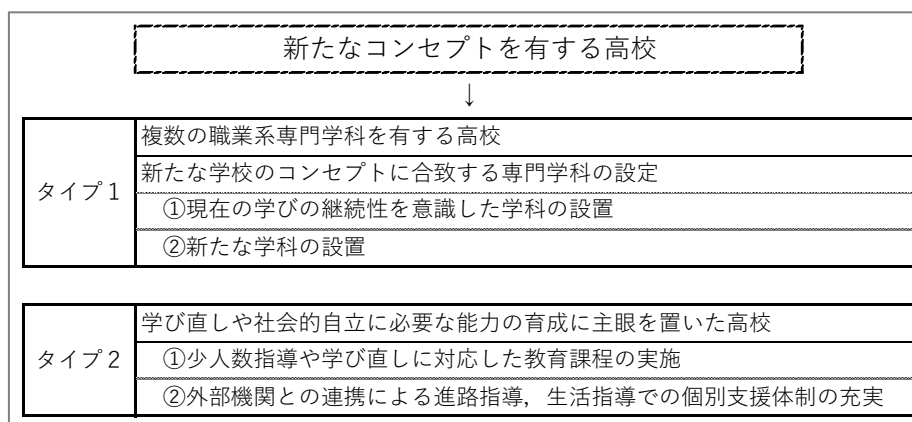 新たなコンセプトを有する高校
↓
複数の職業系専門学科を有する高校
タイプ1
新たな学校のコンセプトに合致する専門学科の設定
①現在の学びの継続性を意識した学科の設置
②新たな学科の設置
学び直しや社会的自立に必要な能力の育成に主眼を置いた高校
タイプ2
①少人数指導や学び直しに対応した教育課程の実施
②外部機関との連携による進路指導，生活指導での個別支援体制の充実